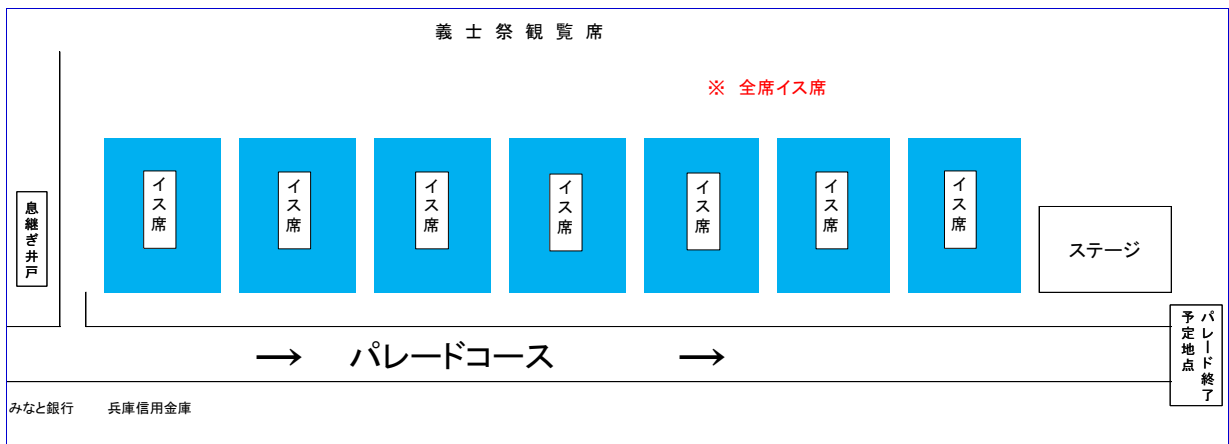 義士祭観覧席
※ 全席イス席
イス席
イス席
イス席
イス席
イス席
イス席
イス席
息継ぎ井戸
ステージ
→ パレードコース →
パレード終了
予定地点
みなと銀行 兵庫信用金庫